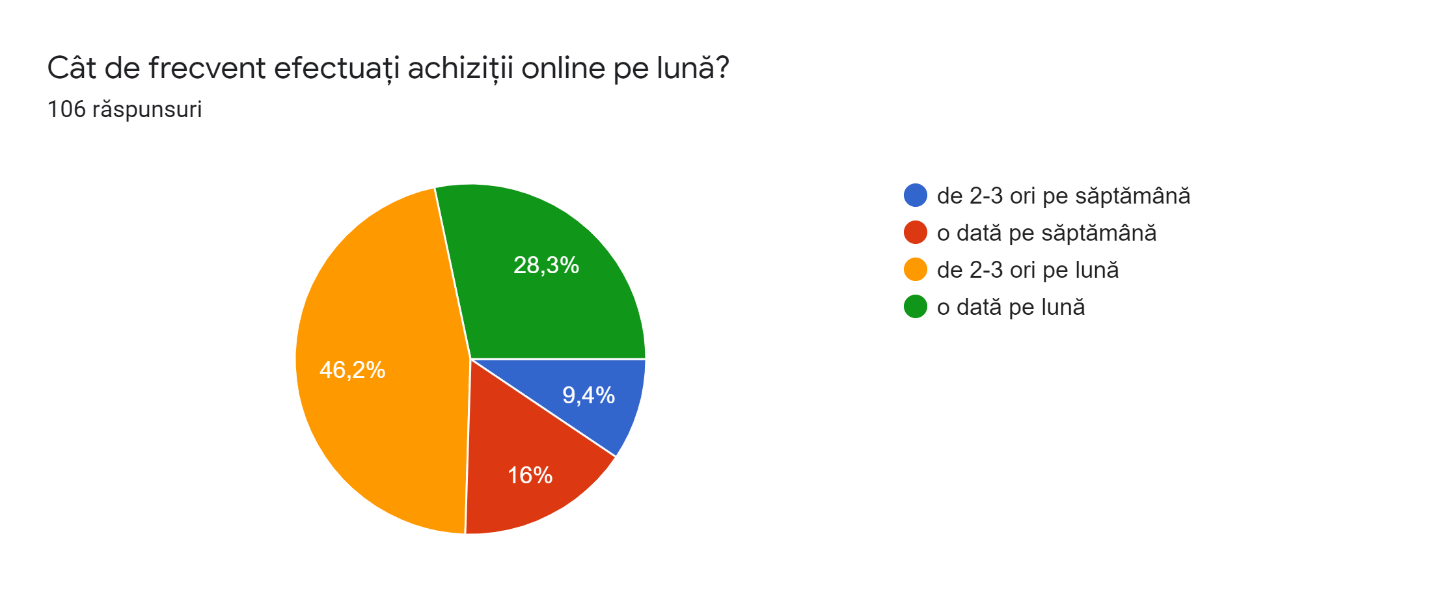 Cât de frecvent efectuați achiziții online pe lună?
106 răspunsuri
28,3%
46,2%
9,4%
16%
de 2-3 ori pe săptămână
o dată pe săptămână
de 2-3 ori pe lună
o dată pe lună